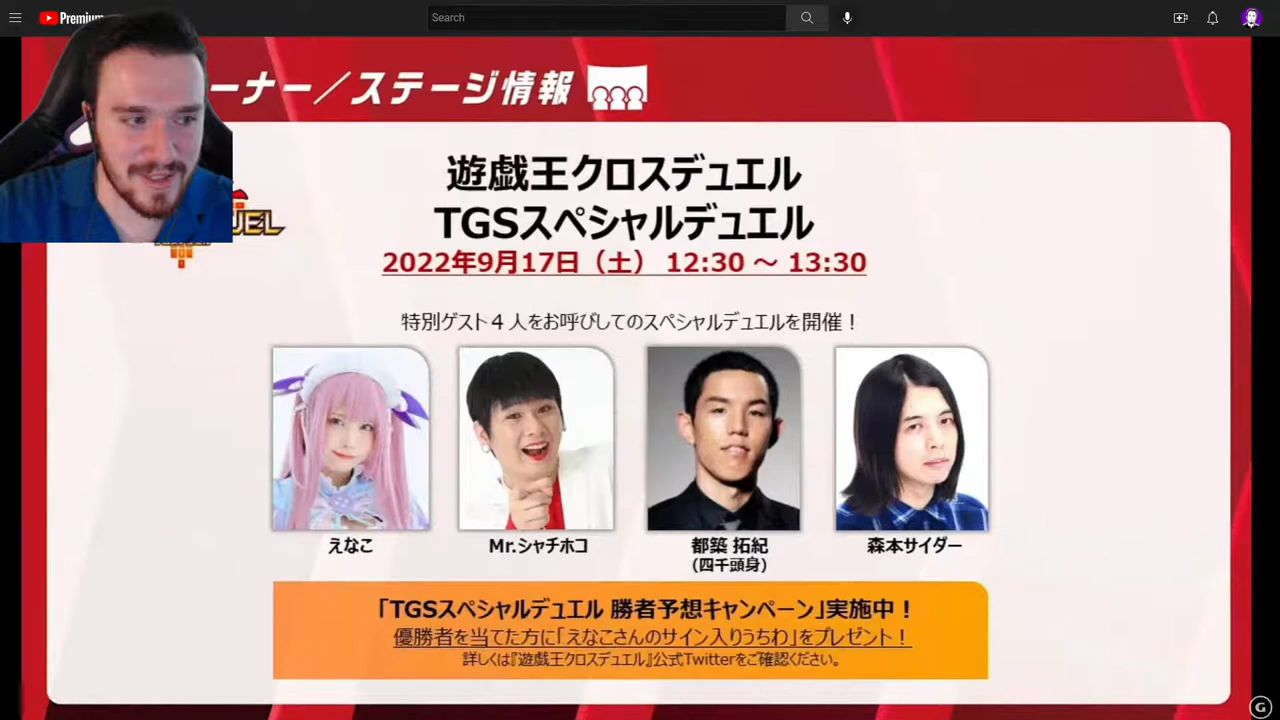 Premium
Search
ーナー／ステージ情報
遊戯王クロスデュエル
TGSスペシャルデュエル
2022年9月17日（土） 12:30 ～ 13:30
特別ゲスト４人をお呼びしてのスペシャルデュエルを開催！
えなこ
Mr.シャチホコ
都築 拓紀
(四千頭身)
森本サイダー
「TGSスペシャルデュエル 勝者予想キャンペーン」実施中！
優勝者を当てた方に「えなこさんのサイン入りうちわ」をプレゼント！
詳しくは『遊戯王クロスデュエル』公式Twitterをご確認ください。
G